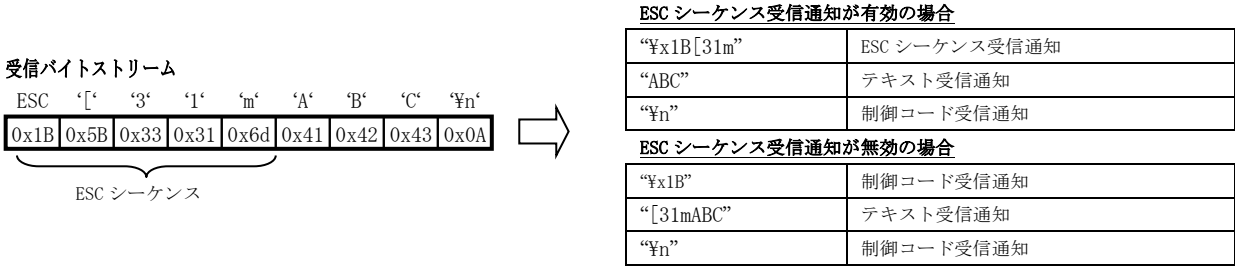 受信バイトストリーム
ESC ‘[‘ ‘3‘ ‘1‘ ‘m‘ ‘A‘ ‘B‘ ‘C‘ ‘¥n‘
0x1B 0x5B 0x33 0x31 0x6d 0x41 0x42 0x43 0x0A
ESC シーケンス
ESC シーケンス受信通知が有効の場合
“¥x1B[31m” ESC シーケンス受信通知
“ABC” テキスト受信通知
“¥n” 制御コード受信通知
ESC シーケンス受信通知が無効の場合
“¥x1B” 制御コード受信通知
“[31mABC” テキスト受信通知
“¥n” 制御コード受信通知